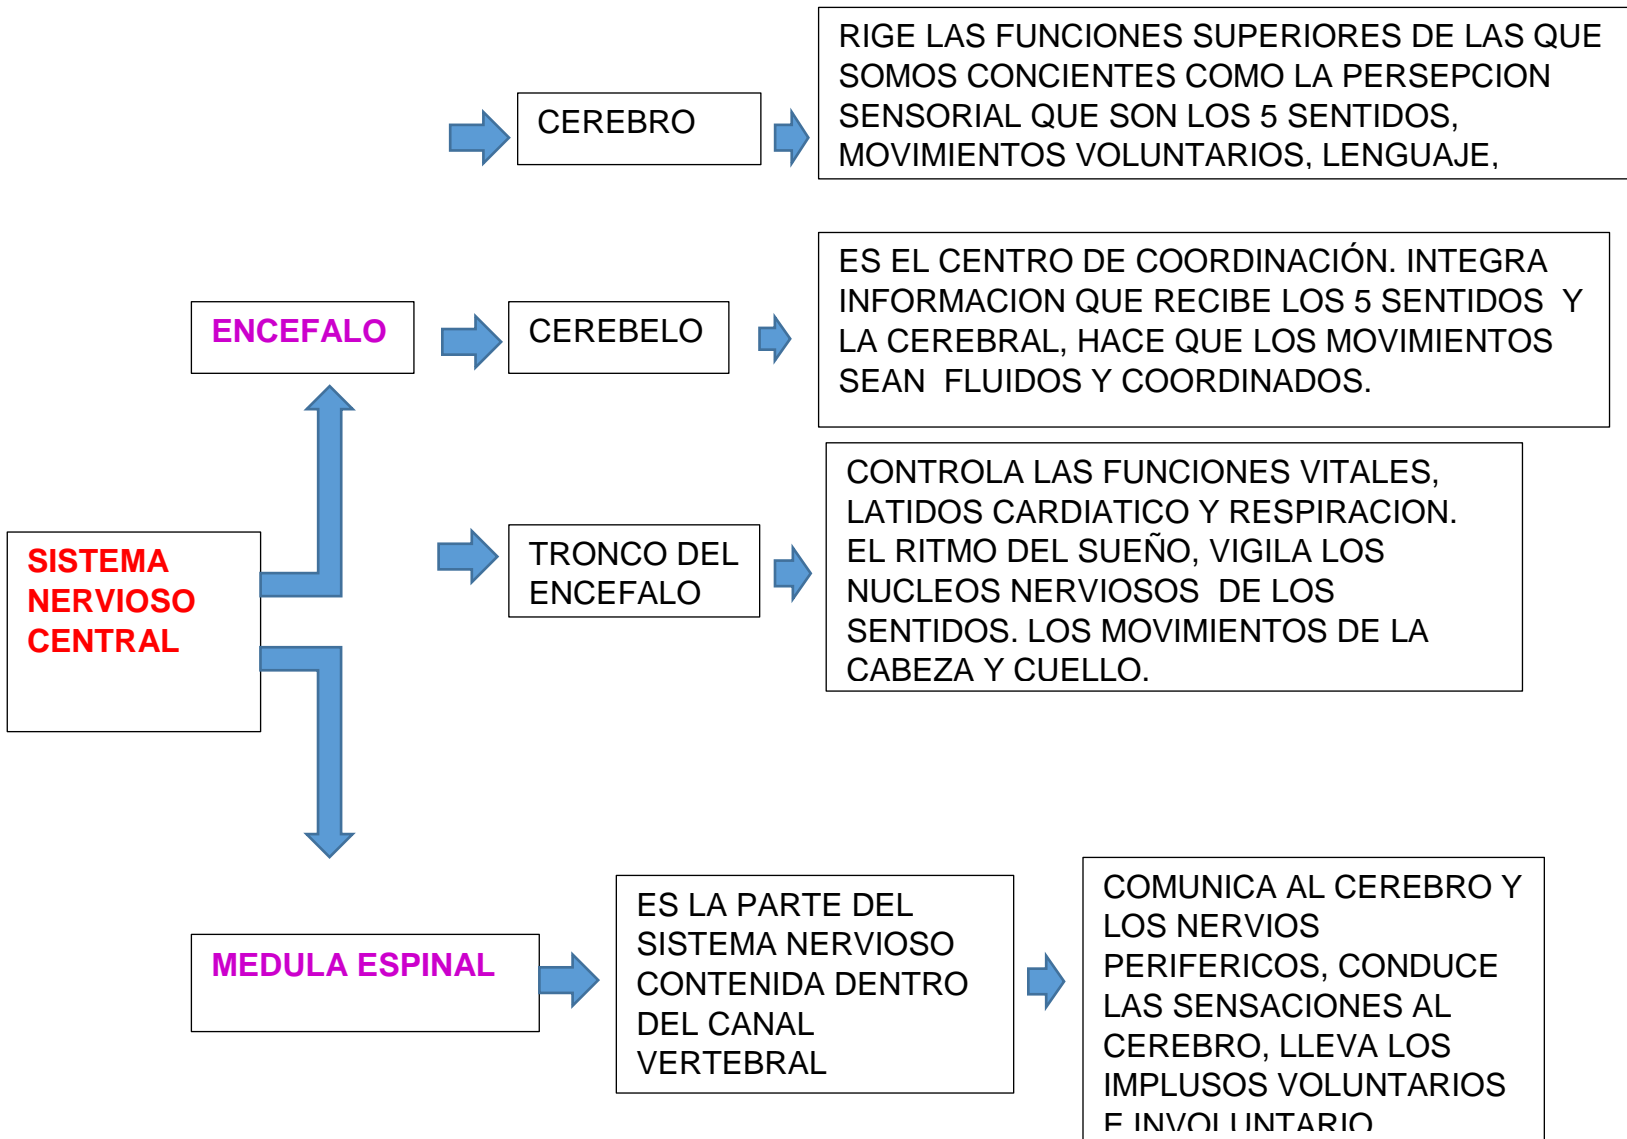 RIGE LAS FUNCIONES SUPERIORES DE LAS QUE
SOMOS CONCIENTES COMO LA PERSEPCION
SENSORIAL QUE SON LOS 5 SENTIDOS,
MOVIMIENTOS VOLUNTARIOS, LENGUAJE,
CEREBRO
ES EL CENTRO DE COORDINACIÓN. INTEGRA
INFORMACION QUE RECIBE LOS 5 SENTIDOS Y
LA CEREBRAL, HACE QUE LOS MOVIMIENTOS
SEAN FLUIDOS Y COORDINADOS.
ENCEFALO
CEREBELO
CONTROLA LAS FUNCIONES VITALES,
LATIDOS CARDIATICO Y RESPIRACION.
EL RITMO DEL SUEÑO, VIGILA LOS
NUCLEOS NERVIOSOS DE LOS
SENTIDOS. LOS MOVIMIENTOS DE LA
CABEZA Y CUELLO.
TRONCO DEL
ENCEFALO
SISTEMA
NERVIOSO
CENTRAL
MEDULA ESPINAL
ES LA PARTE DEL
SISTEMA NERVIOSO
CONTENIDA DENTRO
DEL CANAL
VERTEBRAL
COMUNICA AL CEREBRO Y
LOS NERVIOS
PERIFERICOS, CONDUCE
LAS SENSACIONES AL
CEREBRO, LLEVA LOS
IMPLUSOS VOLUNTARIOS
E INVOLUNTARIO